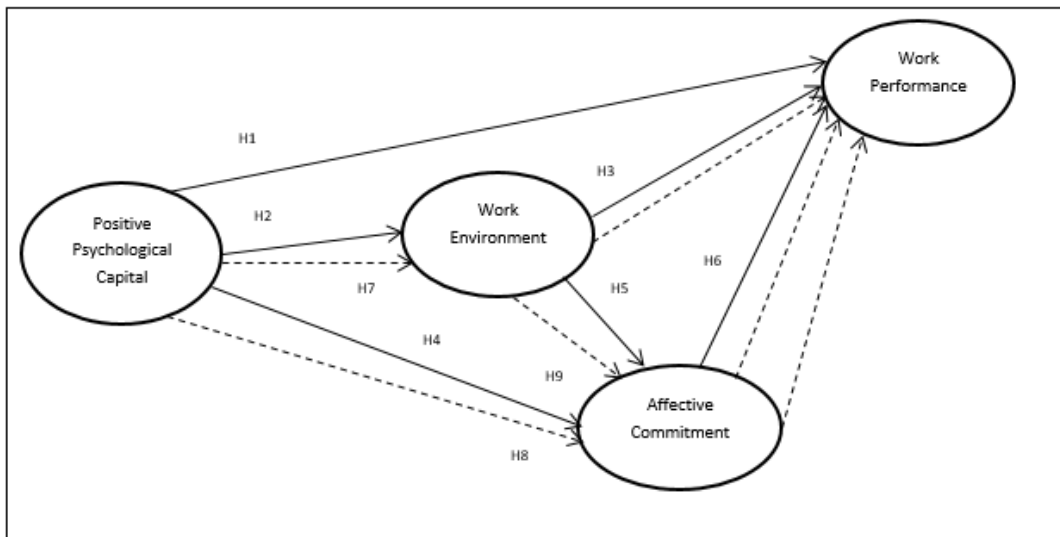 Work
Performance
H1
H3
Work
Environment
H2
Positive
Psychological
Capital
H6
H7
H5
H4
H9
Affective
Commitment
H8